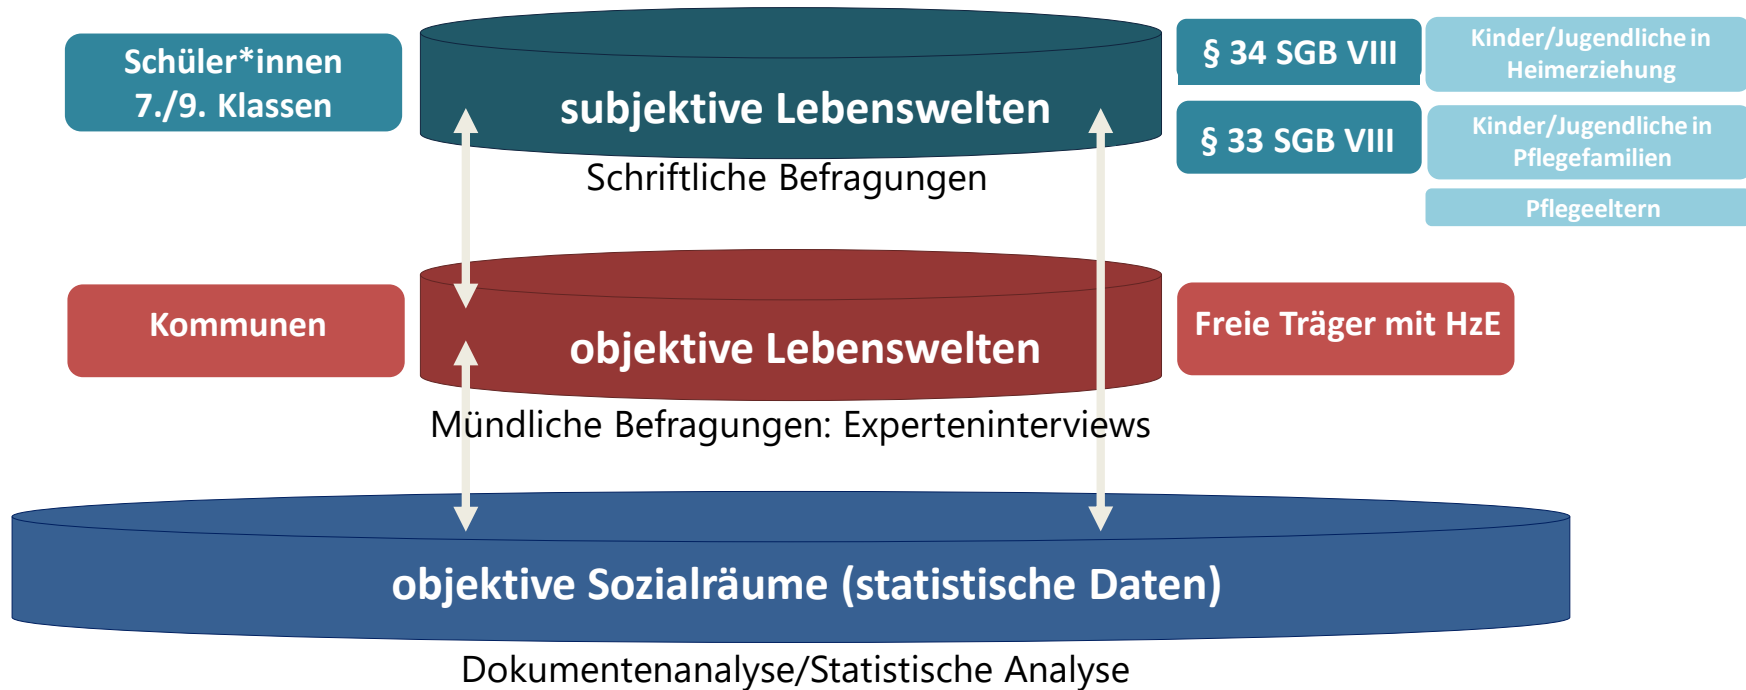 Schüler*innen
7./9. Klassen
subjektive Lebenswelten
Schriftliche Befragungen
§ 34 SGB VIII
Kinder/Jugendliche in
Heimerziehung
§ 33 SGB VIII
Kinder/Jugendliche in
Pflegefamilien
Pflegeeltern
Kommunen
objektive Lebenswelten
Freie Träger mit HzE
Mündliche Befragungen: Experteninterviews
objektive Sozialräume (statistische Daten)
Dokumentenanalyse/Statistische Analyse